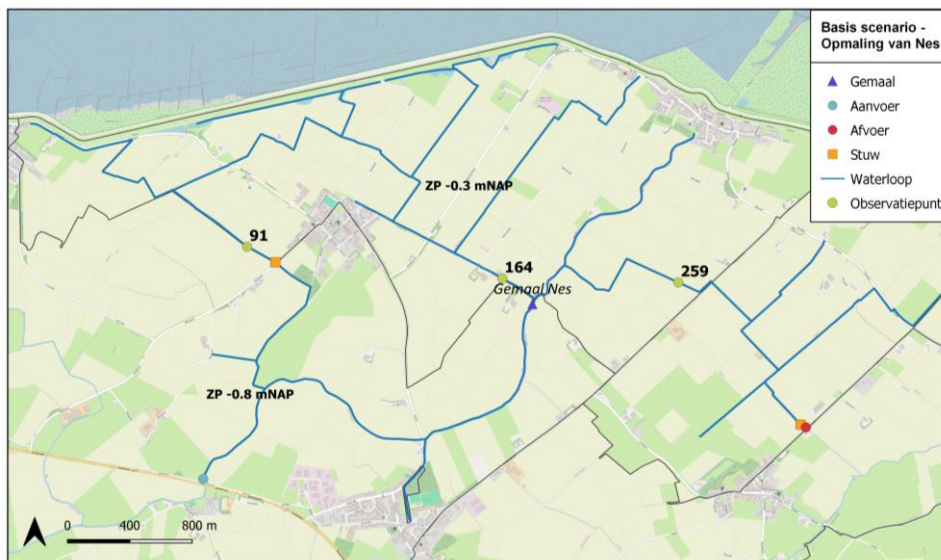 Basis scenario -
Opmaling van Nes
Gemaal
Aanvoer
Afvoer
Stuw
Waterloop
Observatiepunt
ZP -0.3 mNAP
91
164
Gemaal Nes
259
ZP -0.8 mNAP
0 400 800 m